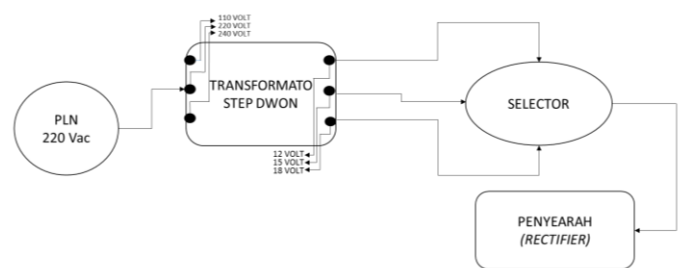 110 VOLT
220 VOLT
240 VOLT
PLN
220 Vac
TRANSFORMATO
STEP DWON
12 VOLT
15 VOLT
18 VOLT
SELECTOR
PENYEARAH
(RECTIFIER)